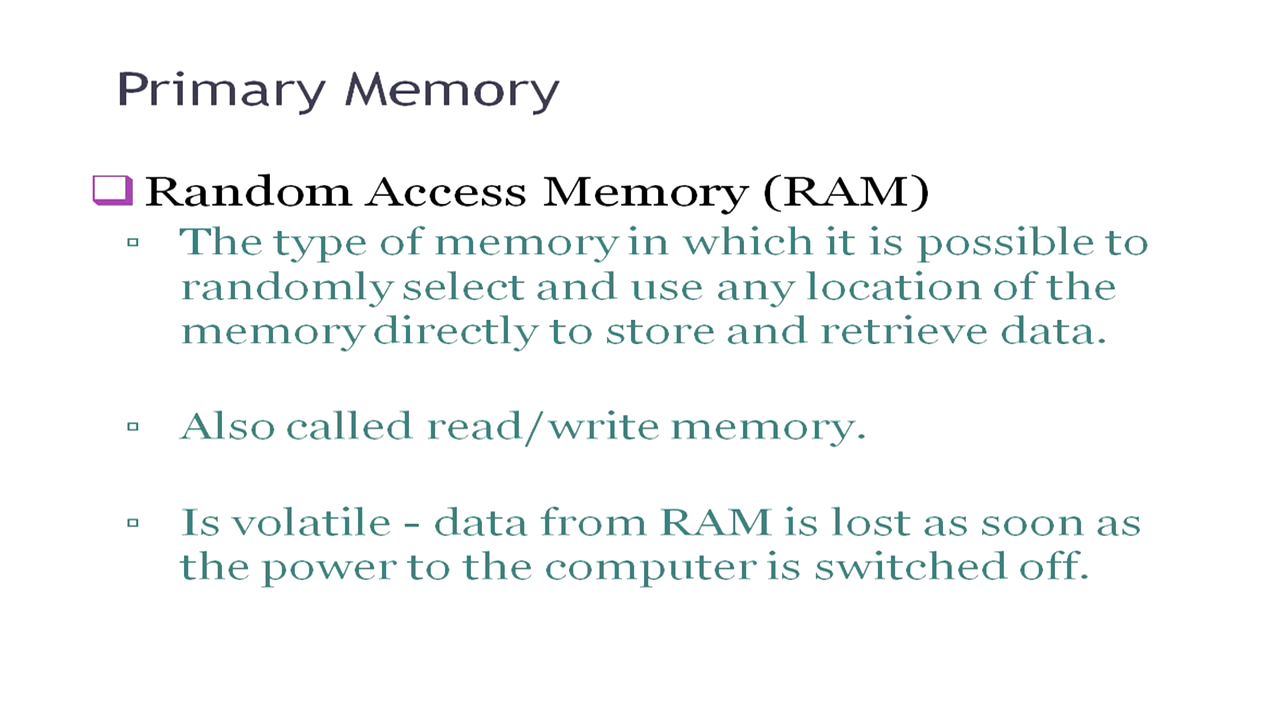 Primary Memory
Random Access Memory (RAM)
The type of memory in which it is possible to
randomly select and use any location of the
memory directly to store and retrieve data.
Also called read/write memory.
Is volatile - data from RAM is lost as soon as
the power to the computer is switched off.